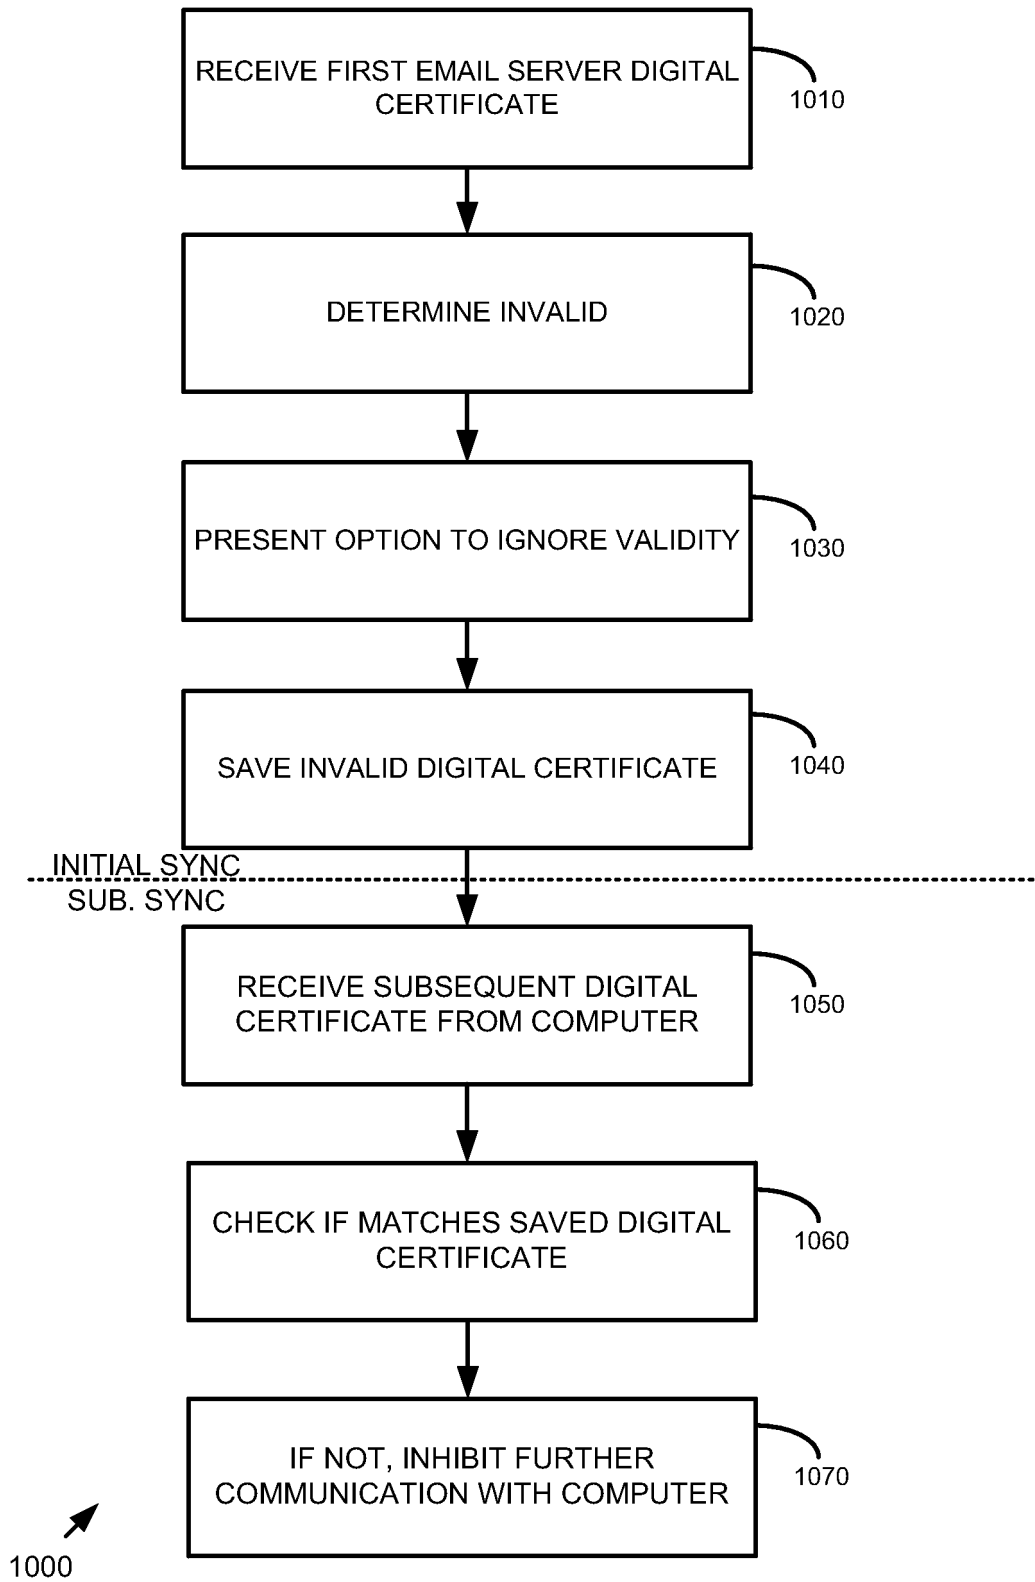 RECEIVE FIRST EMAIL SERVER DIGITAL
CERTIFICATE
1010
DETERMINE INVALID
1020
PRESENT OPTION TO IGNORE VALIDITY
1030
SAVE INVALID DIGITAL CERTIFICATE
1040
INITIAL SYNC
SUB. SYNC
RECEIVE SUBSEQUENT DIGITAL
CERTIFICATE FROM COMPUTER
1050
CHECK IF MATCHES SAVED DIGITAL
CERTIFICATE
1060
IF NOT, INHIBIT FURTHER
COMMUNICATION WITH COMPUTER
1070
1000